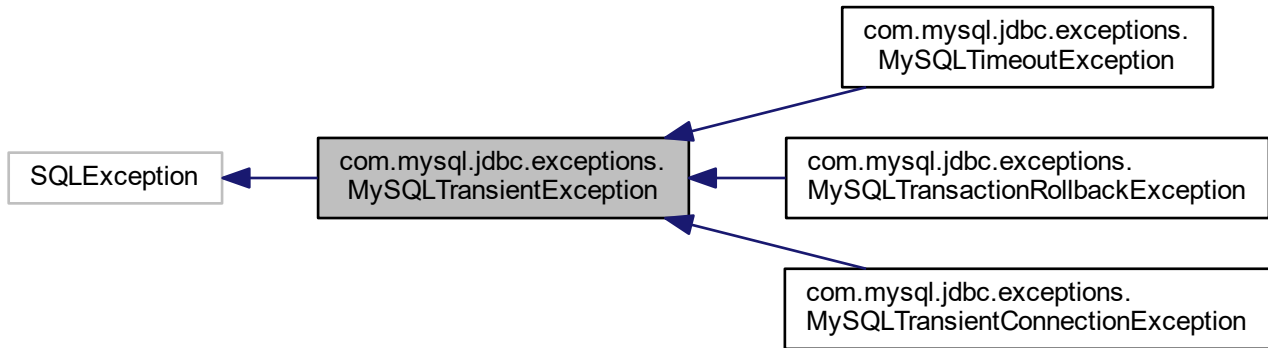 SQLException
com.mysql.jdbc.exceptions.
MySQLTransientException
com.mysql.jdbc.exceptions.
MySQLTimeoutException
com.mysql.jdbc.exceptions.
MySQLTransactionRollbackException
com.mysql.jdbc.exceptions.
MySQLTransientConnectionException